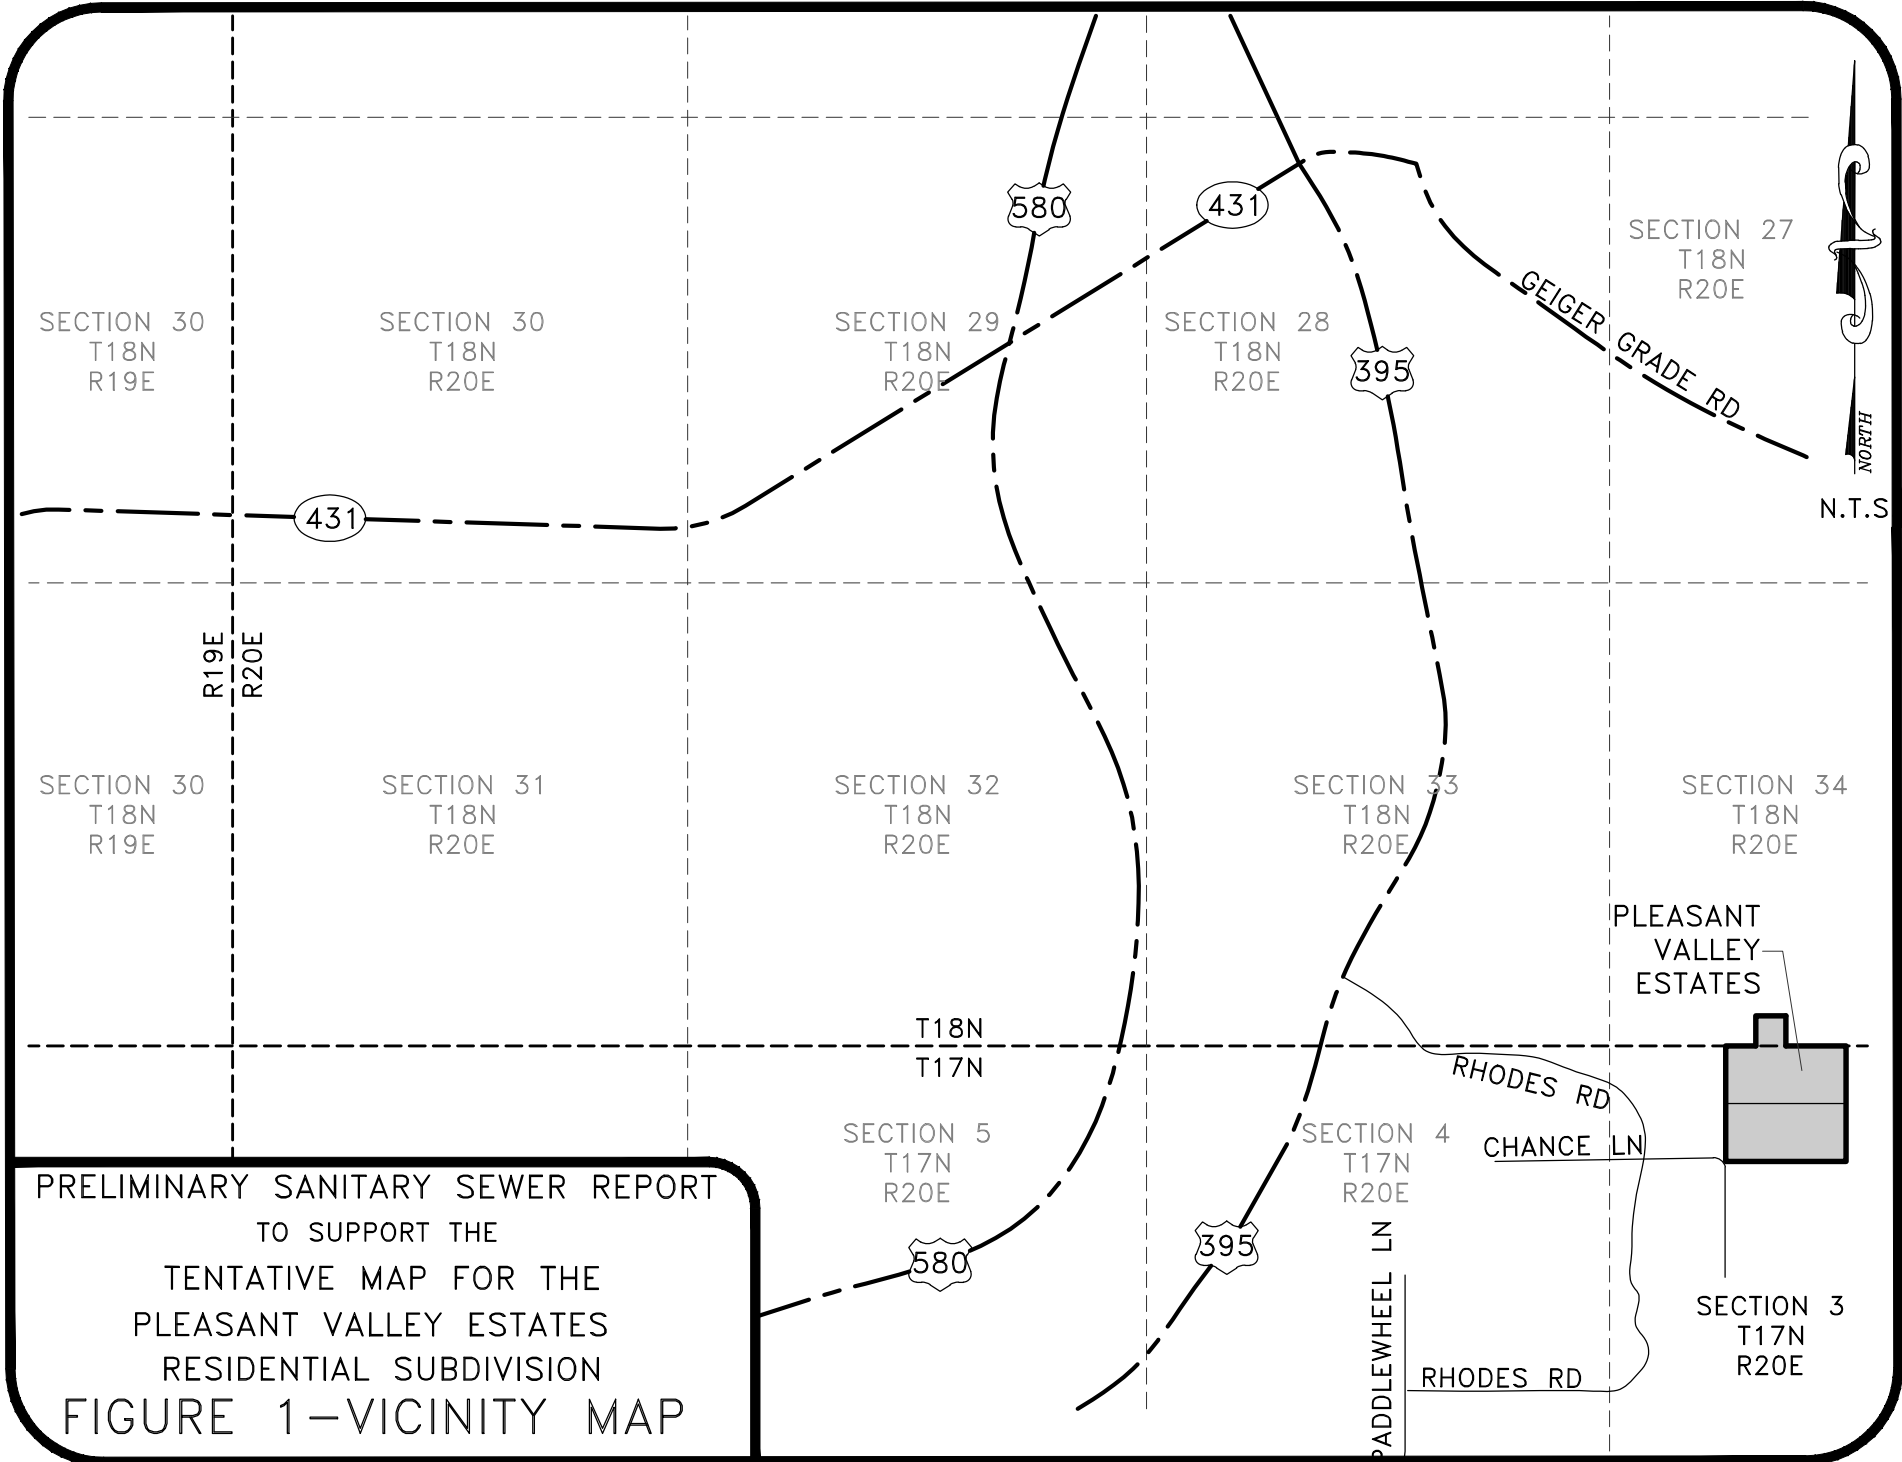 580
431
SECTION 27
T18N
R20E
SECTION 30
T18N
R19E
SECTION 30
T18N
R20E
SECTION 29
T18N
R20E
SECTION 28
T18N
R20E
395
GEIGER GRADE RD
NORTH
N.T.S
431
R19E
R20E
SECTION 30
T18N
R19E
SECTION 31
T18N
R20E
SECTION 32
T18N
R20E
SECTION 33
T18N
R20E
SECTION 34
T18N
R20E
PLEASANT
VALLEY
ESTATES
T18N
T17N
RHODES RD
SECTION 5
T17N
R20E
SECTION 4
T17N
R20E
CHANCE LN
580
395
PADDLEWHEEL LN
RHODES RD
SECTION 3
T17N
R20E
PRELIMINARY SANITARY SEWER REPORT
TO SUPPORT THE
TENTATIVE MAP FOR THE
PLEASANT VALLEY ESTATES
RESIDENTIAL SUBDIVISION
FIGURE 1-VICINITY MAP